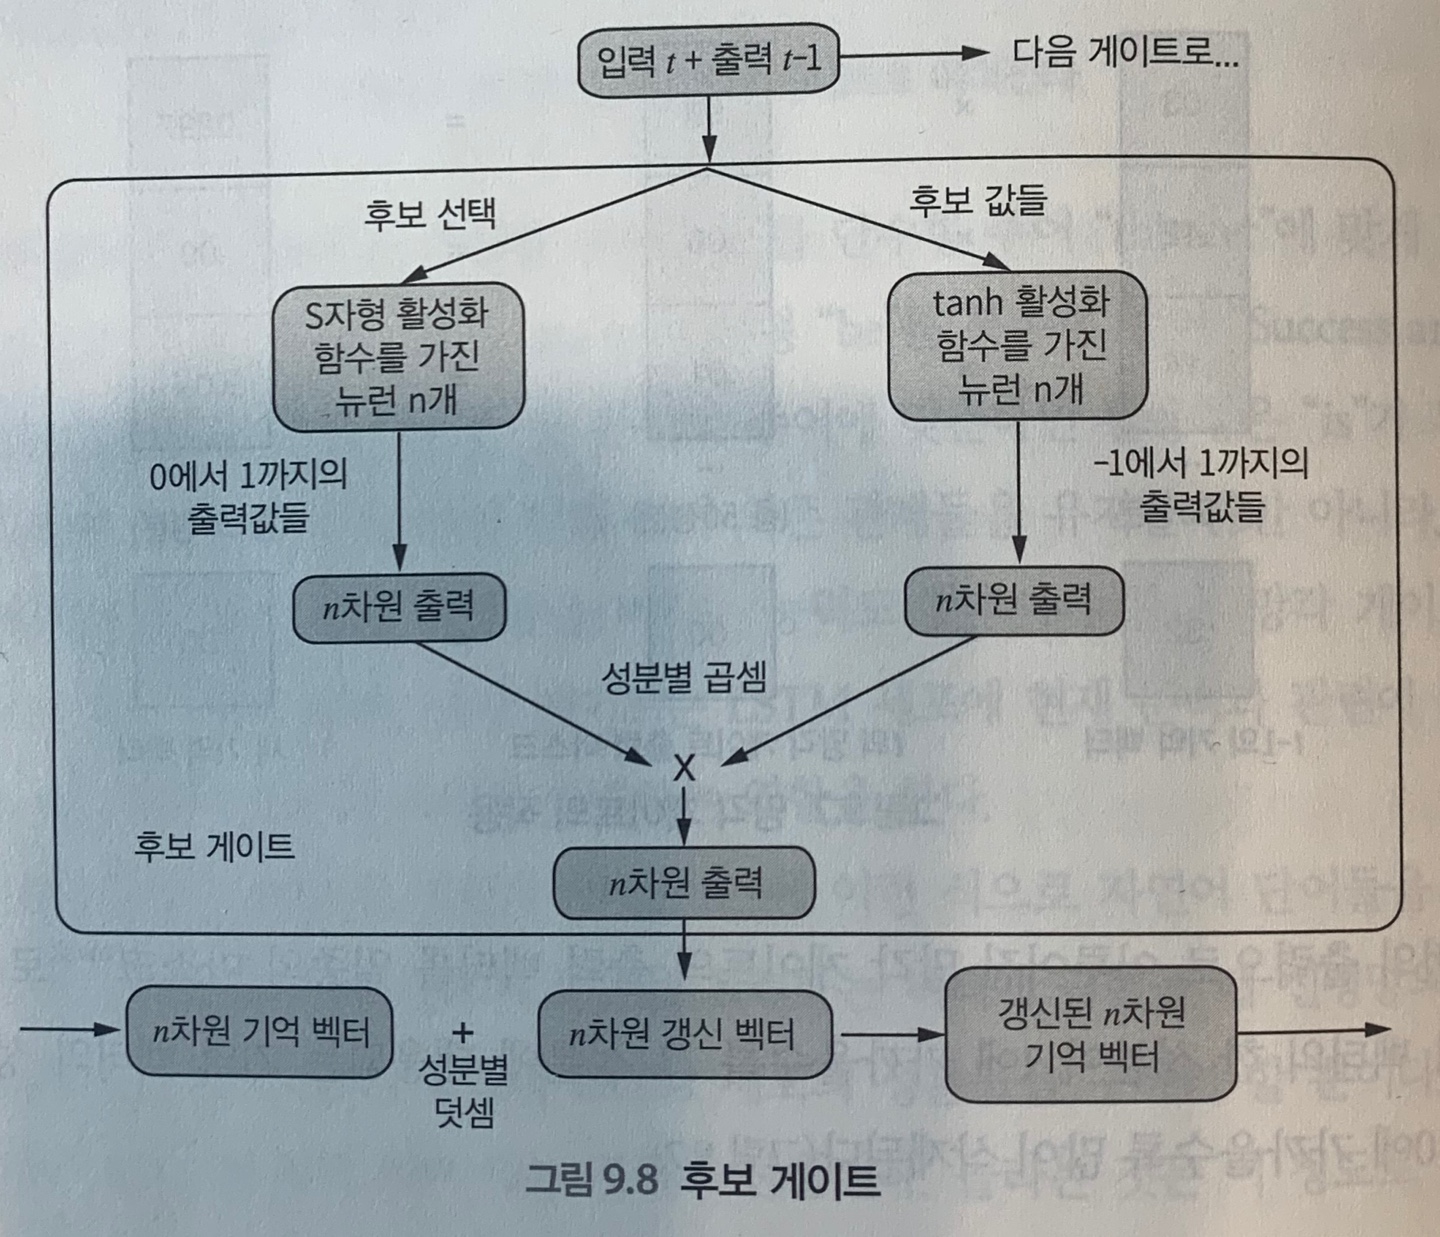 입력 t + 출력 t-1
다음 게이트로...
후보 선택
후보 값들
S자형 활성화
함수를 가진
뉴런 n개
tanh 활성화
함수를 가진
뉴런 n개
0에서 1까지의
출력값들
-1에서 1까지의
출력값들
n차원 출력
n차원 출력
성분별 곱셈
X
후보 게이트
n차원 출력
n차원 기억 벡터
+
성분별
덧셈
n차원 갱신 벡터
갱신된 n차원
기억 벡터
그림 9.8 후보 게이트